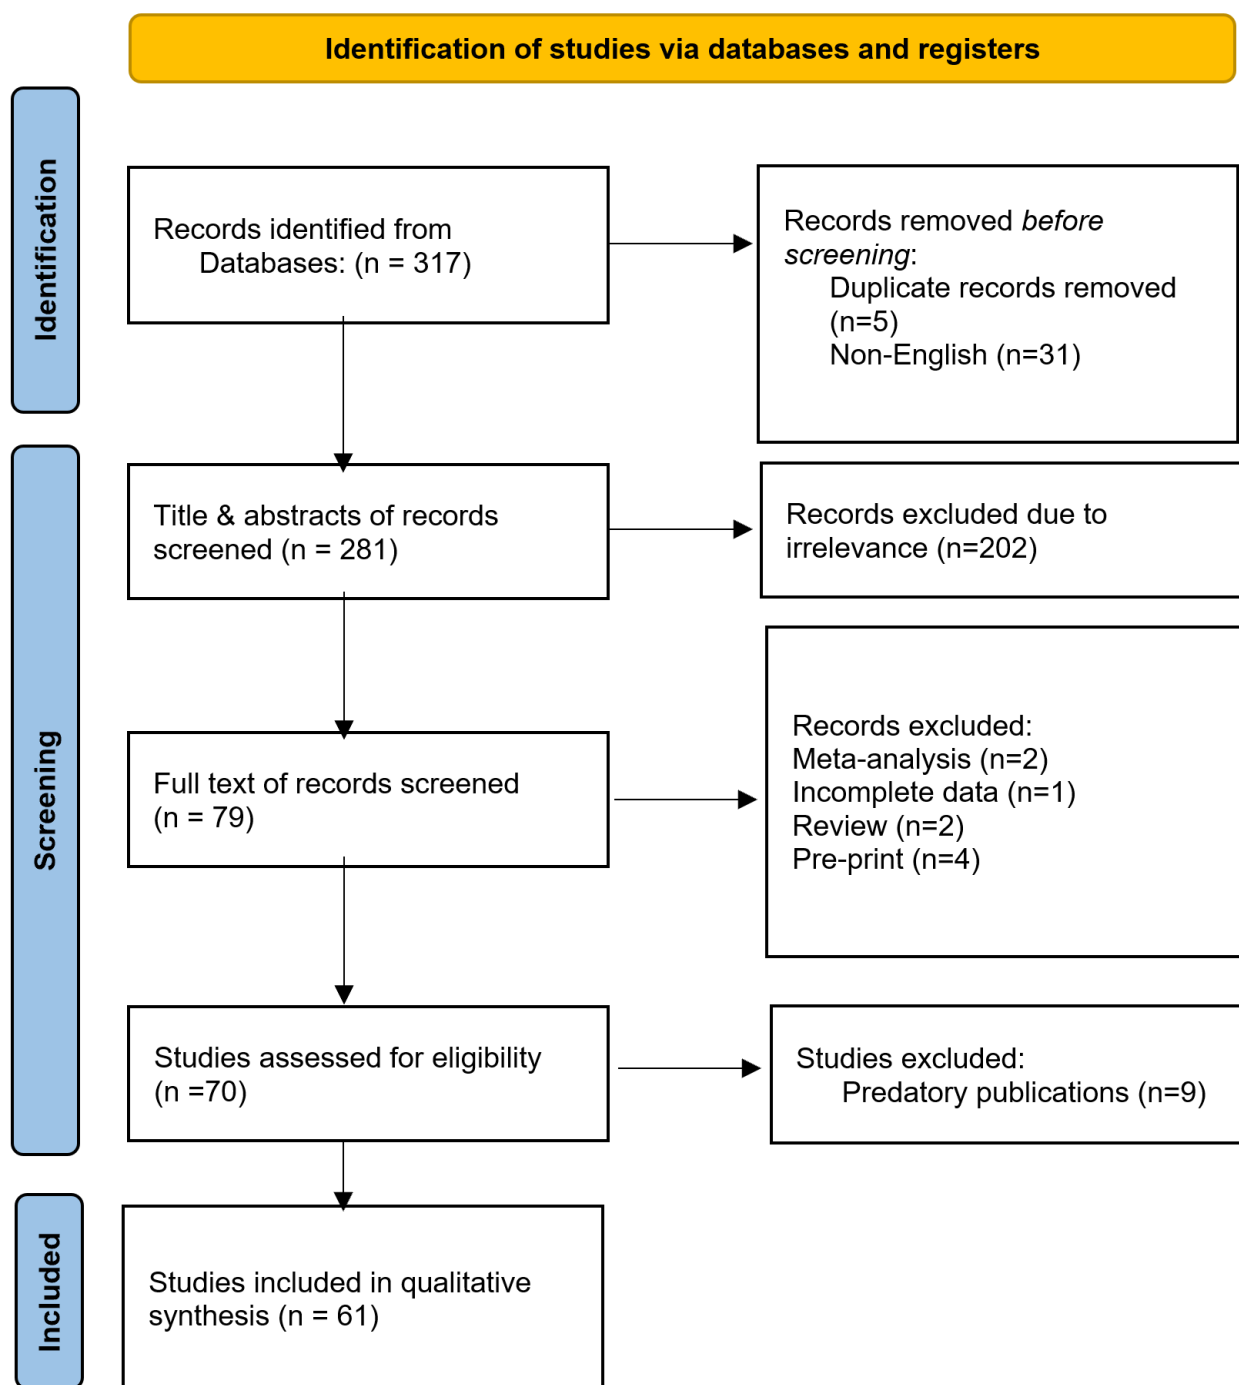 Identification of studies via databases and registers
Identification
Records identified from
Databases: (n = 317)
Records removed before
screening:
Duplicate records removed
(n=5)
Non-English (n=31)
Screening
Title & abstracts of records
screened (n = 281)
Records excluded due to
irrelevance (n=202)
Full text of records screened
(n = 79)
Records excluded:
Meta-analysis (n=2)
Incomplete data (n=1)
Review (n=2)
Pre-print (n=4)
Studies assessed for eligibility
(n =70)
Studies excluded:
Predatory publications (n=9)
Included
Studies included in qualitative
synthesis (n = 61)